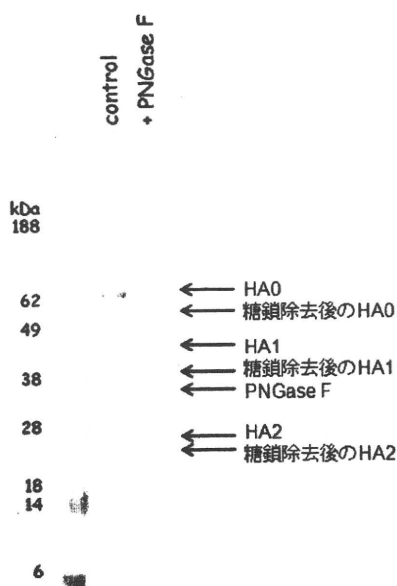 control
+ PNGase F
kDa
188
62
49
38
28
18
14
6
HA0
糖鎖除去後のHA0
HA1
糖鎖除去後のHA1
PNGase F
HA2
糖鎖除去後のHA2